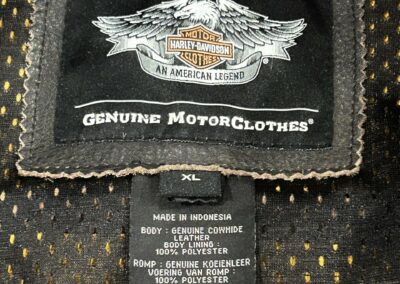 MOTOR
HARLEY-DAVIDSON
CLOTHES
AN AMERICAN LEGEND
GENUINE MOTORCLOTHES®
XL
MADE IN INDONESIA
BODY : GENUINE COWHIDE
LEATHER
BODY LINING :
100% POLYESTER
ROMP : GENUINE KOEIENLEER
VOERING VAN ROMP :
100% POLYESTER